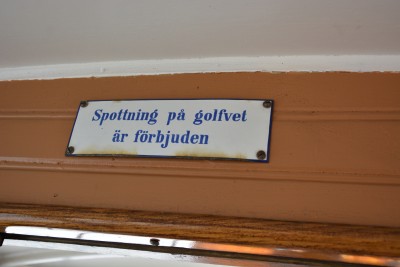 Spottning på golfvet
är förbjuden